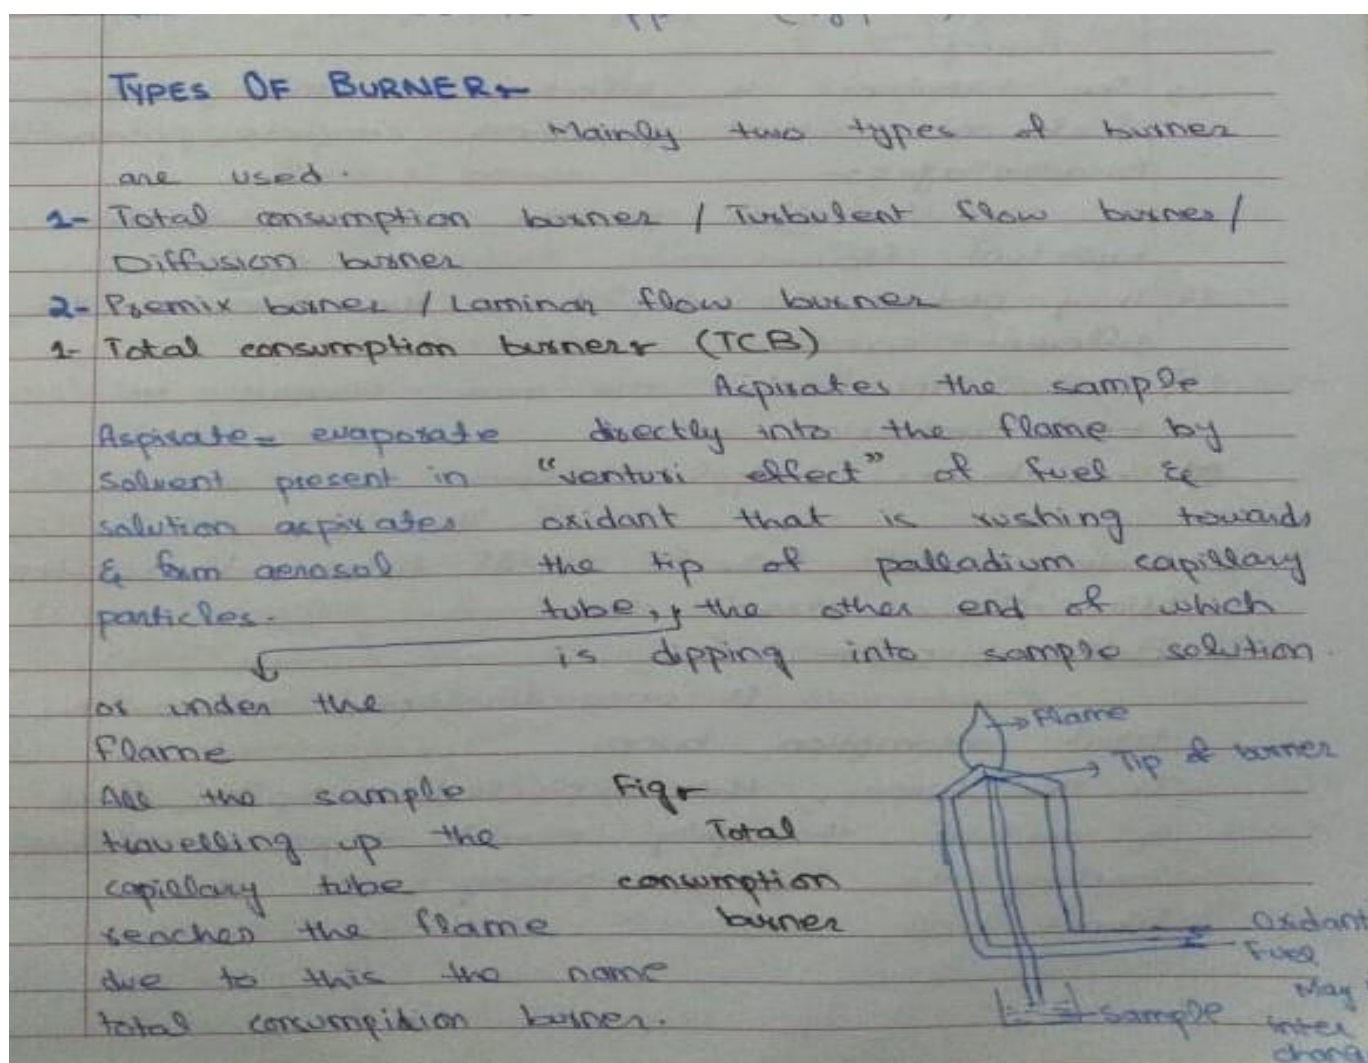 TYPES OF BURNER-
Mainly two types of burner
are used.
1- Total consumption burner / Turbulent flow burner/
Diffusion burner
2- Premix burner / Laminar flow burner
1- Total consumption burner- (TCB)
Aspirates the sample
directly into the flame by
"venturi effect" of fuel &
oxidant that is rushing towards
the tip of palladium capillary
tube, the other end of which
is dipping into sample solution.
Aspirate- evaporate
solvent present in
solution aspirates
& form aerosol
particles.
or under the
flame
All the sample
travelling up the
capillary tube
reaches the flame
due to this the name
total consumpition burner.
Fig-
Total
consumption
burner
Flame
Tip of burner
Oxidant
Fuel
Sample
May
inter